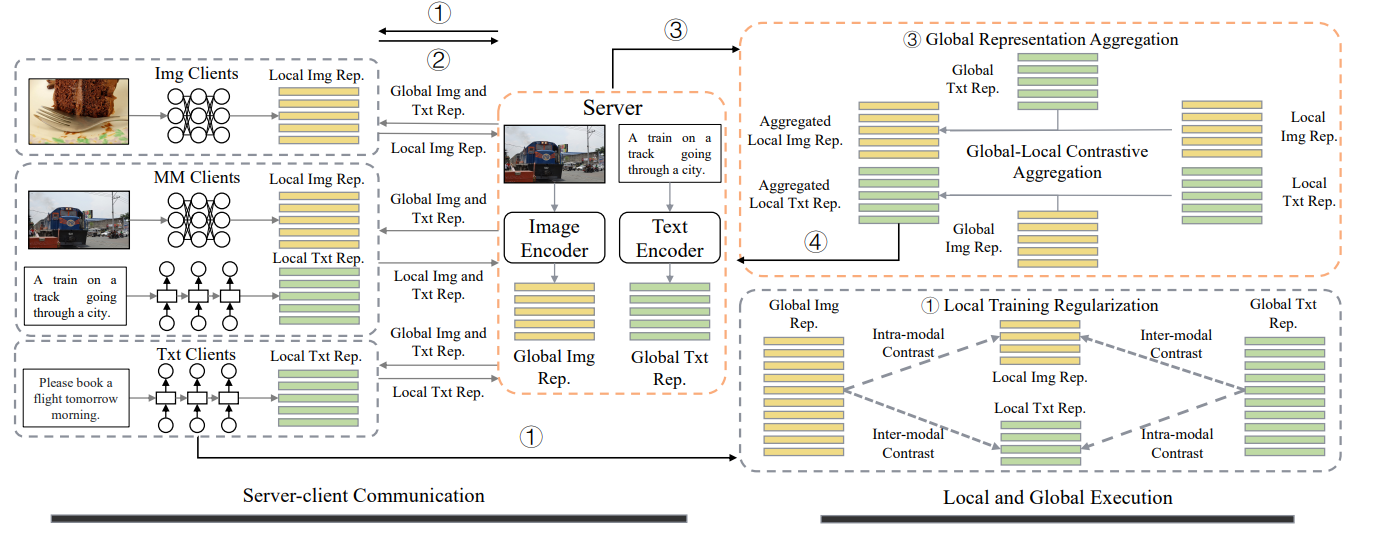 ①
②
Img Clients
Local Img Rep.
MM Clients
Local Img Rep.
Local Txt Rep.
A train on a
track going
through a city.
Txt Clients
Local Txt Rep.
Please book a
flight tomorrow
morning.
Global Img and
Txt Rep.
Local Img Rep.
Global Img and
Txt Rep.
Local Img and
Txt Rep.
Global Img and
Txt Rep.
Local Txt Rep.
①
③
Server
A train on a
track going
through a city.
Image
Encoder
Text
Encoder
Global Img
Rep.
Global Txt
Rep.
④
③ Global Representation Aggregation
Global
Txt Rep.
Aggregated
Local Img Rep.
Local
Img Rep.
Global-Local Contrastive
Aggregation
Aggregated
Local Txt Rep.
Local
Txt Rep.
Global
Img Rep.
① Local Training Regularization
Global Img
Rep.
Global Txt
Rep.
Intra-modal
Contrast
Inter-modal
Contrast
Local Img Rep.
Local Txt Rep.
Inter-modal
Contrast
Intra-modal
Contrast
Server-client Communication
Local and Global Execution